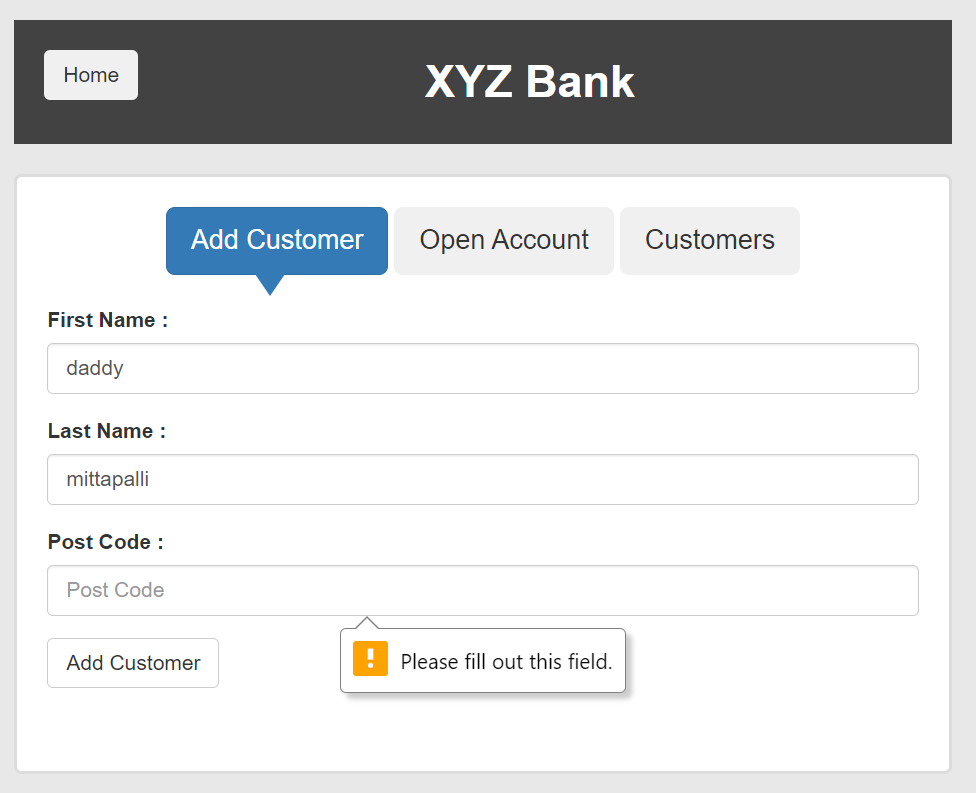 Home
XYZ Bank
Add Customer Open Account Customers
First Name :
daddy
Last Name :
mittapalli
Post Code :
Post Code
Add Customer
! Please fill out this field.